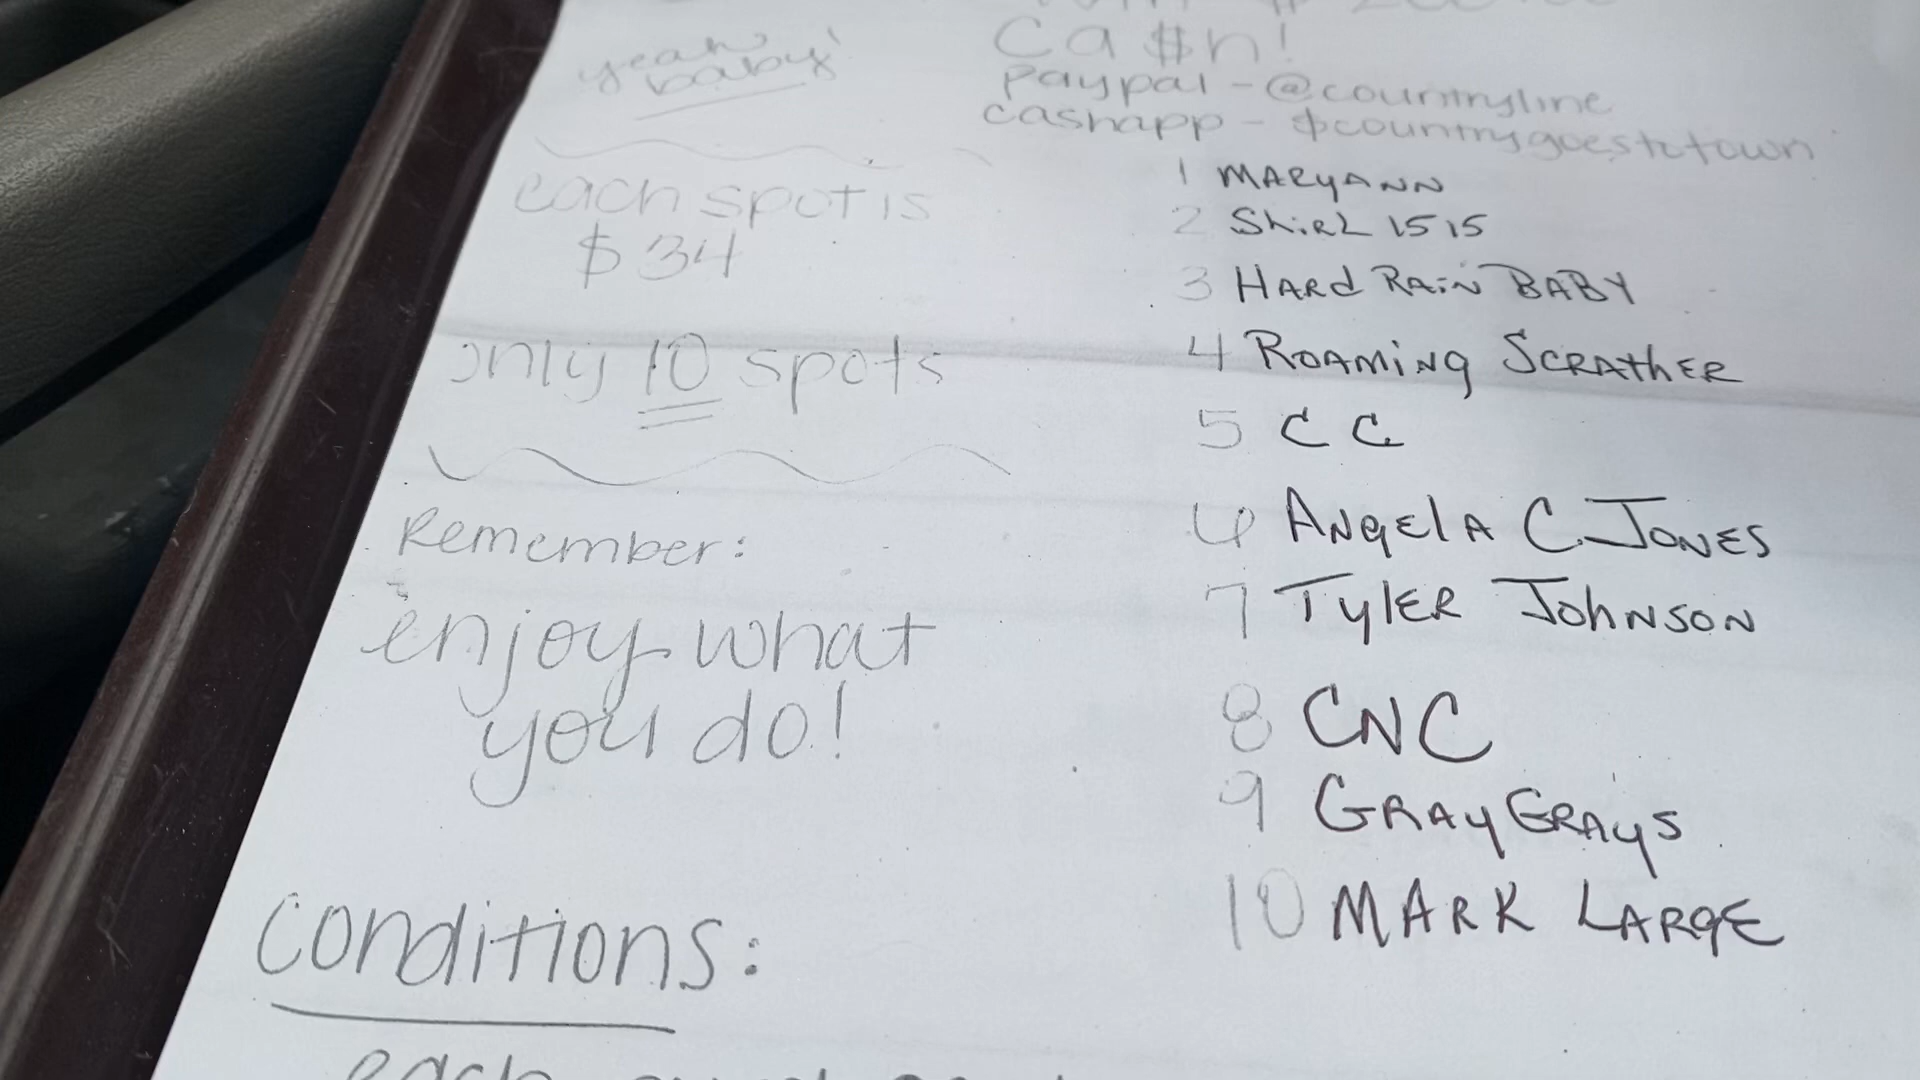 yeah
baby!
each spot is
$34
only 10 spots
Remember:
enjoy what
you do!
conditions:
each
Ca$h!
paypal - @countryline
cashapp - $countrygoestotown
1 MARYANN
2 ShiRL 1515
3 HARd RAiN BABY
4 ROAMiNg SCRAtHER
5 CC
6 ANgElA C. JONES
7 TylER JOhNSON
8 CNC
9 GRAyGRAyS
10 MARK LARgE